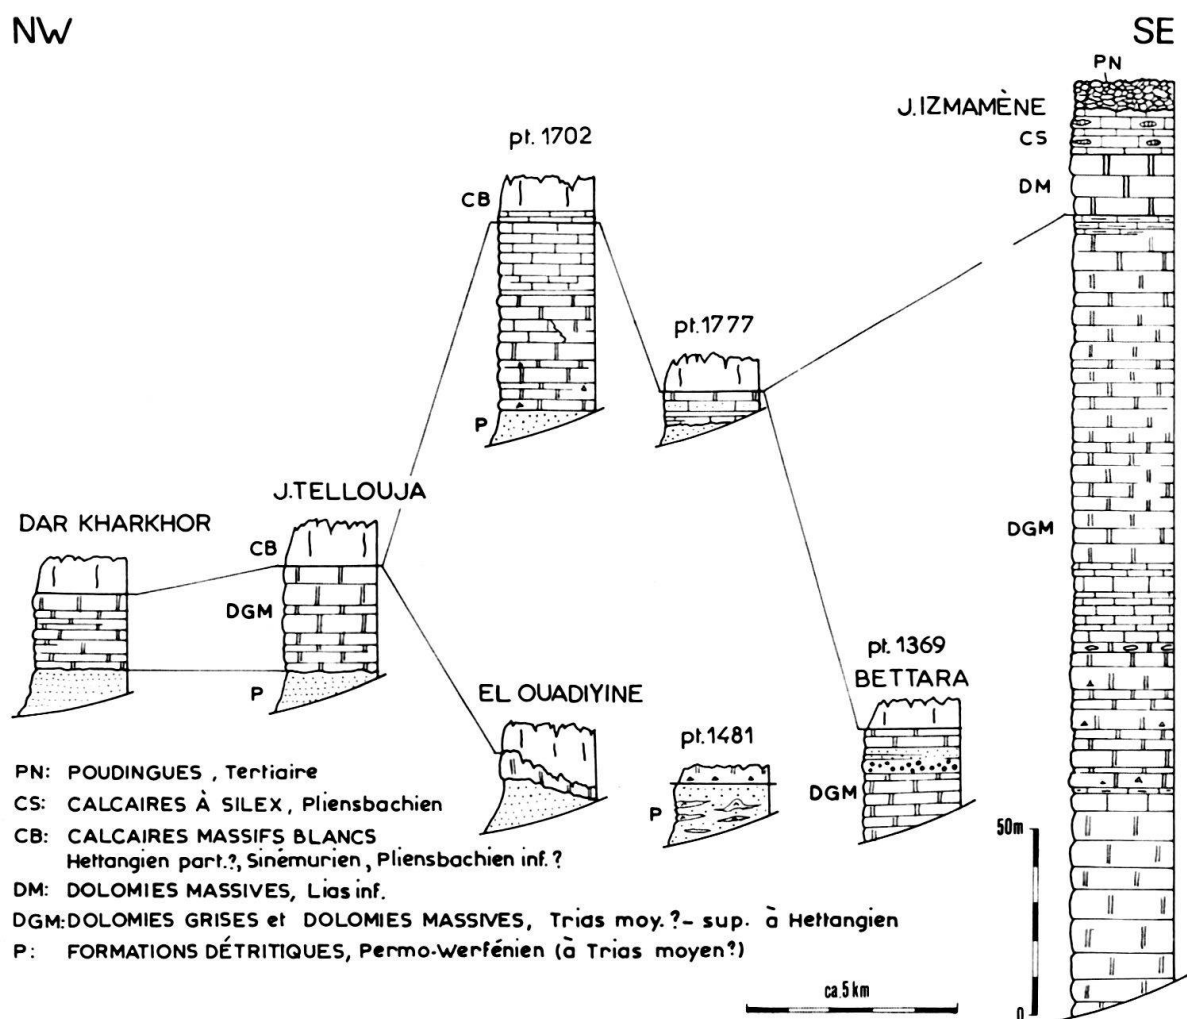 NW
SE
PN
J.IZMAMÈNE
CS
pt. 1702
DM
CB
pt.1777
P
J.TELLOUJA
DAR KHARKHOR
CB
DGM
DGM
pt. 1369
BETTARA
EL OUADIYINE
P
pt.1481
DGM
P
PN: POUDINGUES, Tertiaire
CS: CALCAIRES À SILEX, Pliensbachien
CB: CALCAIRES MASSIFS BLANCS
Hettangien part.?, Sinémurien, Pliensbachien inf.?
DM: DOLOMIES MASSIVES, Lias inf.
DGM: DOLOMIES GRISES et DOLOMIES MASSIVES, Trias moy.?- sup. à Hettangien
P: FORMATIONS DÉTRITIQUES, Permo-Werfénien (à Trias moyen?)
50m
0
ca.5 km